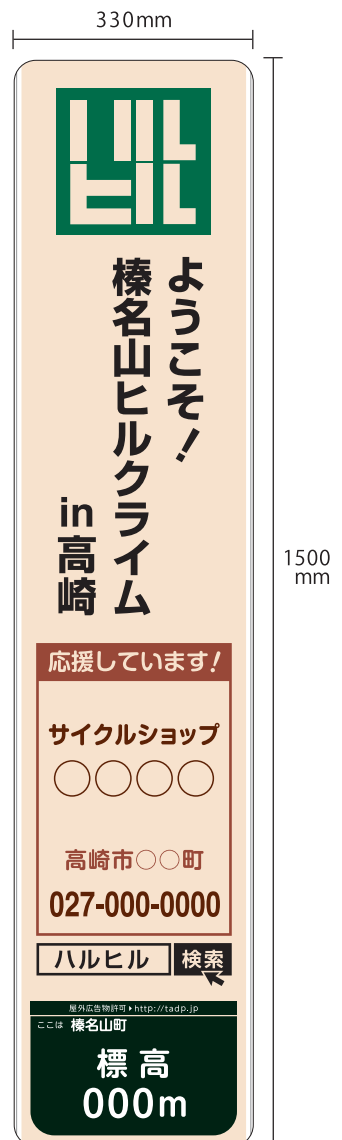 330mm
1500
mm
ハルヒル
ようこそ！
榛名山ヒルクライム
in高崎
応援しています！
サイクルショップ
○○○○
高崎市○○町
027-000-0000
ハルヒル 検索
屋外広告物許可▶http://tadp.jp
ここは 榛名山町
標高
000m